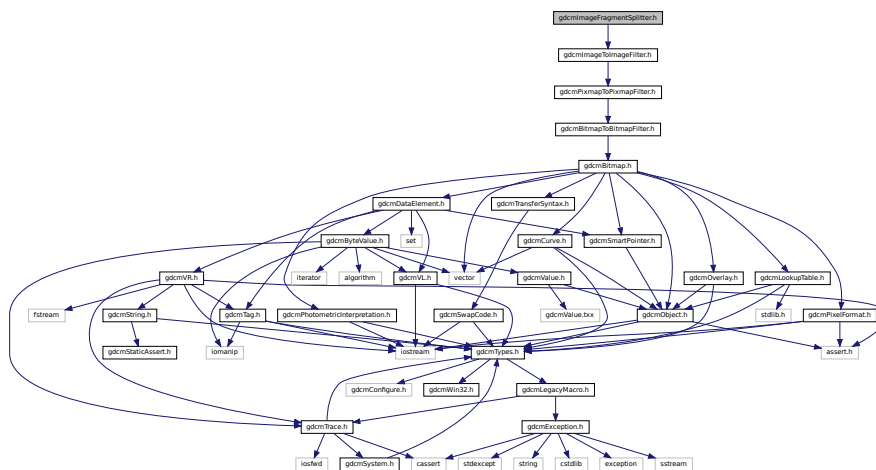 gdcmImageFragmentSplitter.h
gdcmImageToImageFilter.h
gdcmPixmapToPixmapFilter.h
gdcmBitmapToBitmapFilter.h
gdcmBitmap.h
gdcmDataElement.h
gdcmTransferSyntax.h
gdcmByteValue.h
set
gdcmCurve.h
gdcmSmartPointer.h
gdcmVR.h
iterator
algorithm
gdcmVL.h
vector
gdcmValue.h
gdcmOverlay.h
gdcmLookupTable.h
fstream
gdcmString.h
gdcmTag.h
gdcmPhotometricInterpretation.h
gdcmSwapCode.h
gdcmValue.txx
gdcmObject.h
stdlib.h
gdcmPixelFormat.h
gdcmStaticAssert.h
iomanip
iostream
gdcmTypes.h
assert.h
gdcmConfigure.h
gdcmWin32.h
gdcmLegacyMacro.h
gdcmTrace.h
gdcmException.h
iosfwd
gdcmSystem.h
cassert
stdexcept
string
cstdlib
exception
sstream